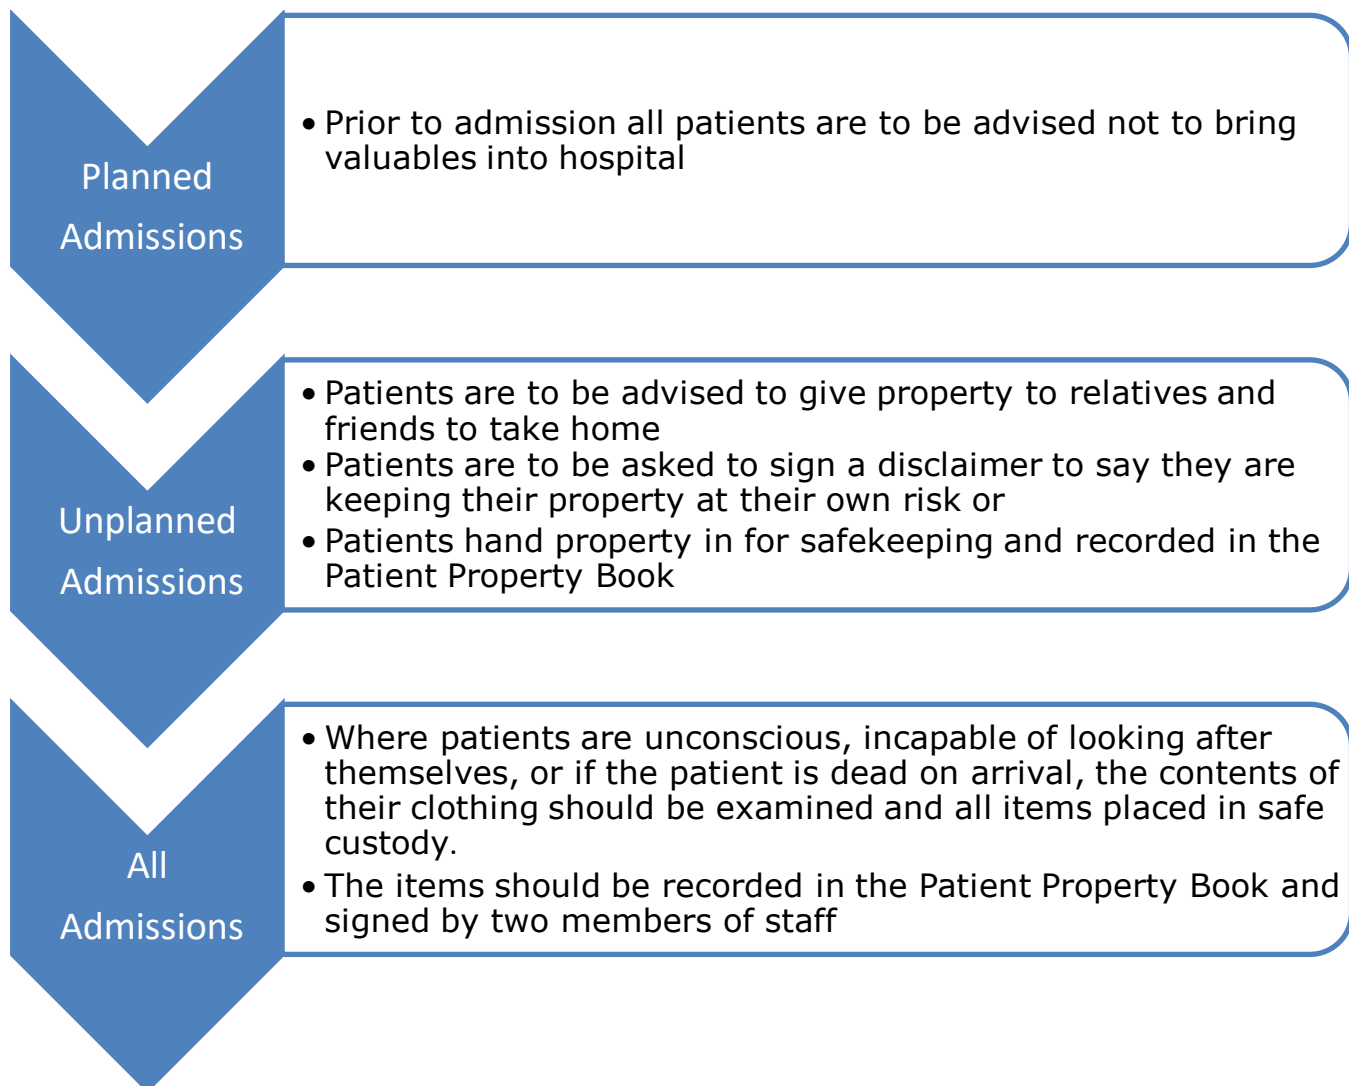 Planned
Admissions
• Prior to admission all patients are to be advised not to bring
valuables into hospital
Unplanned
Admissions
• Patients are to be advised to give property to relatives and
friends to take home
• Patients are to be asked to sign a disclaimer to say they are
keeping their property at their own risk or
• Patients hand property in for safekeeping and recorded in the
Patient Property Book
All
Admissions
• Where patients are unconscious, incapable of looking after
themselves, or if the patient is dead on arrival, the contents of
their clothing should be examined and all items placed in safe
custody.
• The items should be recorded in the Patient Property Book and
signed by two members of staff